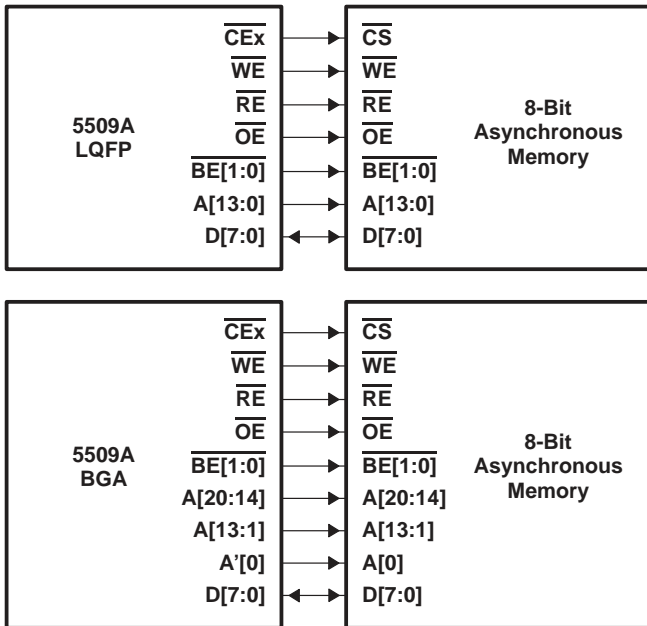 CEx CS
WE WE
RE RE
5509A LQFP
OE OE
8-Bit Asynchronous Memory
BE[1:0] BE[1:0]
A[13:0] A[13:0]
D[7:0] D[7:0]
CEx CS
WE WE
RE RE
OE OE
5509A BGA
8-Bit Asynchronous Memory
BE[1:0] BE[1:0]
A[20:14] A[20:14]
A[13:1] A[13:1]
A'[0] A[0]
D[7:0] D[7:0]